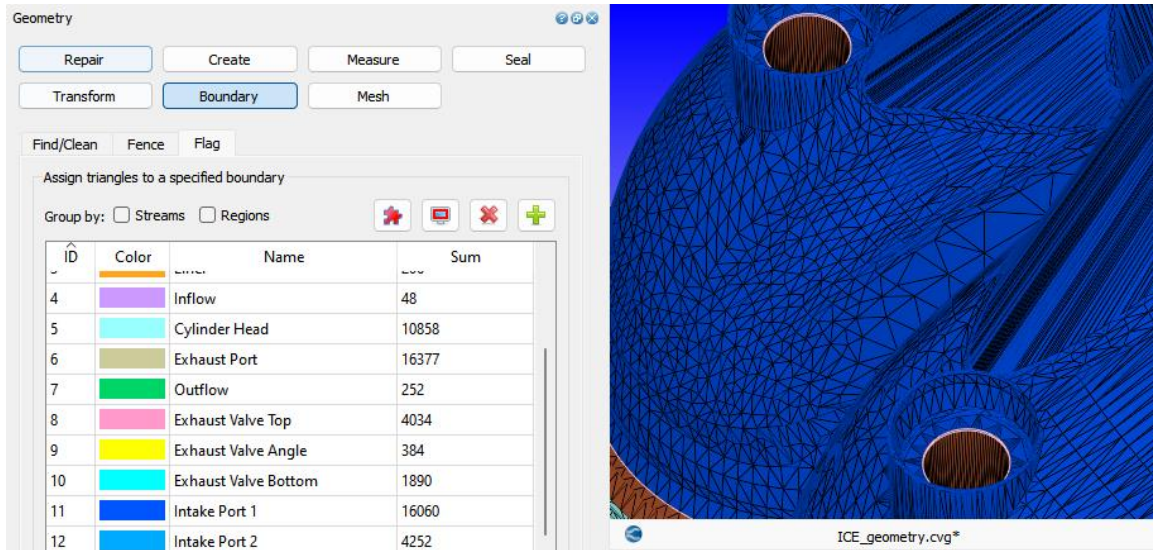 Geometry
Repair Create Measure Seal
Transform Boundary Mesh
Find/Clean Fence Flag
Assign triangles to a specified boundary
Group by: Streams Regions
ID Color Name Sum
4 Inflow 48
5 Cylinder Head 10858
6 Exhaust Port 16377
7 Outflow 252
8 Exhaust Valve Top 4034
9 Exhaust Valve Angle 384
10 Exhaust Valve Bottom 1890
11 Intake Port 1 16060
12 Intake Port 2 4252
ICE_geometry.cvg*